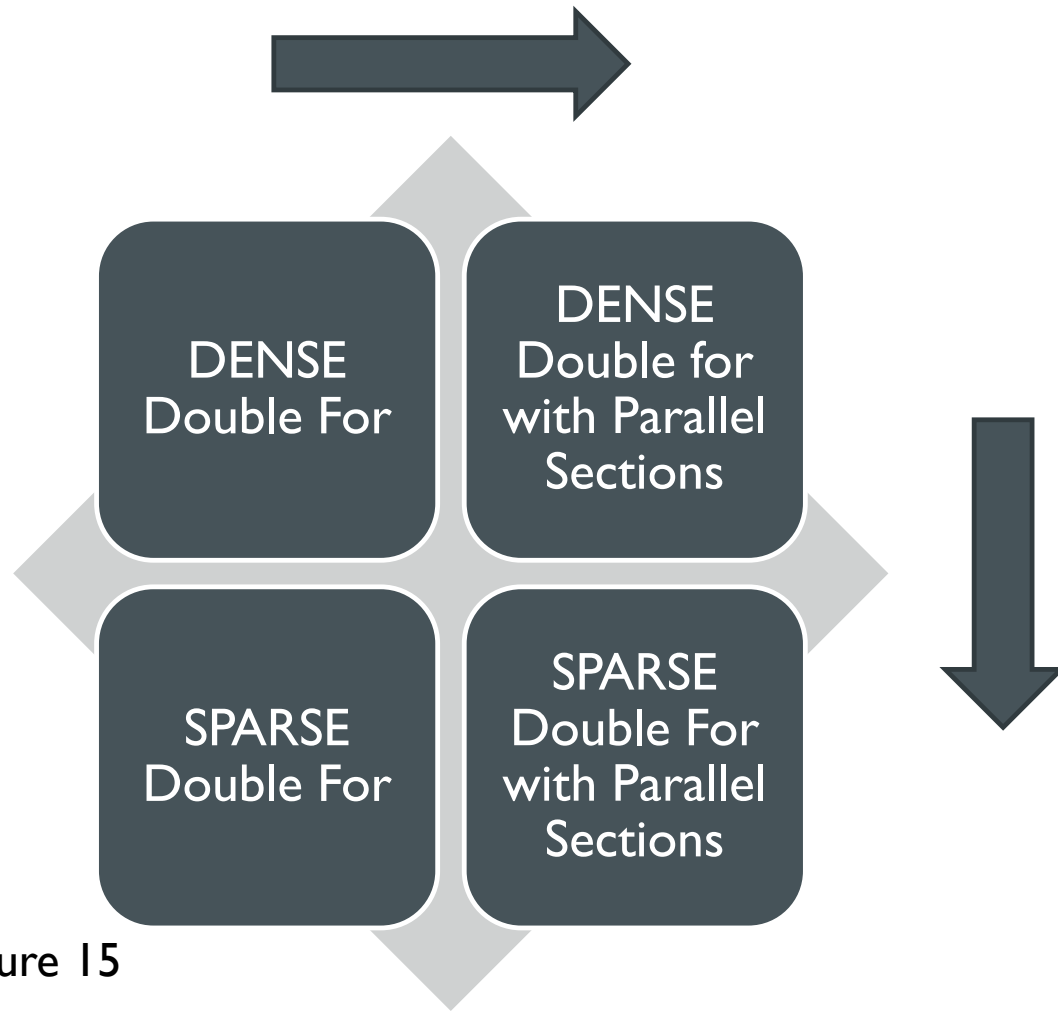 DENSE
Double For
DENSE
Double for
with Parallel
Sections
SPARSE
Double For
SPARSE
Double For
with Parallel
Sections
ure 15